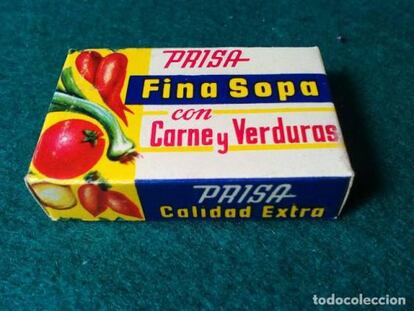 PRISA
Fina Sopa
con
Carne y Verduras
PRISA
Calidad Extra
todocoleccion